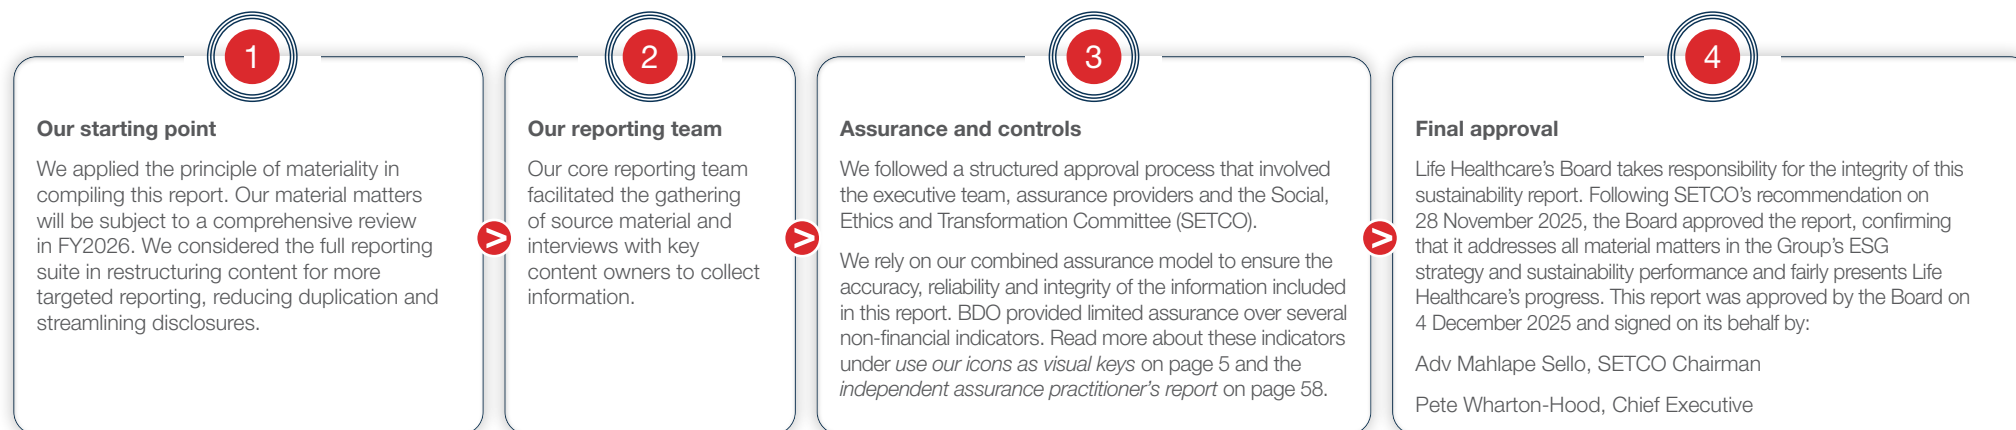 1
Our starting point
We applied the principle of materiality in
compiling this report. Our material matters
will be subject to a comprehensive review
in FY2026. We considered the full reporting
suite in restructuring content for more
targeted reporting, reducing duplication and
streamlining disclosures.
>
2
Our reporting team
Our core reporting team
facilitated the gathering
of source material and
interviews with key
content owners to collect
information.
>
3
Assurance and controls
We followed a structured approval process that involved
the executive team, assurance providers and the Social,
Ethics and Transformation Committee (SETCO).
We rely on our combined assurance model to ensure the
accuracy, reliability and integrity of the information included
in this report. BDO provided limited assurance over several
non-financial indicators. Read more about these indicators
under use our icons as visual keys on page 5 and the
independent assurance practitioner's report on page 58.
>
4
Final approval
Life Healthcare's Board takes responsibility for the integrity of this
sustainability report. Following SETCO's recommendation on
28 November 2025, the Board approved the report, confirming
that it addresses all material matters in the Group's ESG
strategy and sustainability performance and fairly presents Life
Healthcare's progress. This report was approved by the Board on
4 December 2025 and signed on its behalf by:
Adv Mahlape Sello, SETCO Chairman
Pete Wharton-Hood, Chief Executive